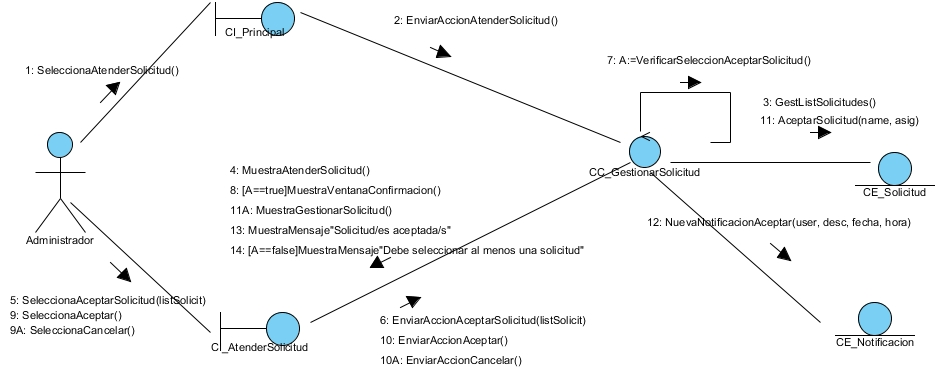 CI_Principal
2: EnviarAccionAtenderSolicitud()
1: SeleccionaAtenderSolicitud()
7: A:=VerificarSeleccionAceptarSolicitud()
3: GestListSolicitudes()
11: AceptarSolicitud(name, asig)
CC_GestionarSolicitud
CE_Solicitud
4: MuestraAtenderSolicitud()
8: [A==true]MuestraVentanaConfirmacion()
11A: MuestraGestionarSolicitud()
13: MuestraMensaje"Solicitud/es aceptada/s"
14: [A==false]MuestraMensaje"Debe seleccionar al menos una solicitud"
12: NuevaNotificacionAceptar(user, desc, fecha, hora)
Administrador
5: SeleccionaAceptarSolicitud(listSolicit)
9: SeleccionaAceptar()
9A: SeleccionaCancelar()
CI_AtenderSolicitud
6: EnviarAccionAceptarSolicitud(listSolicit)
10: EnviarAccionAceptar()
10A: EnviarAccionCancelar()
CE_Notificacion